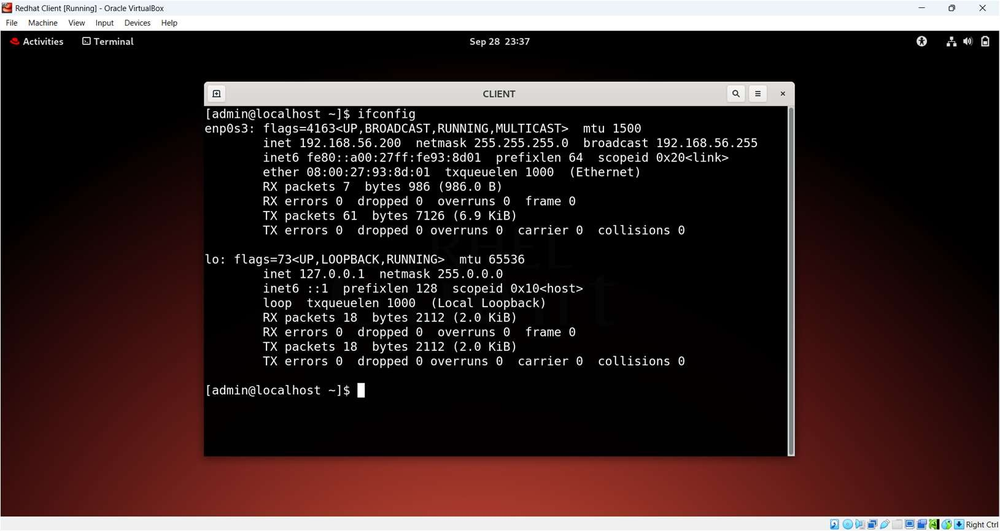 Redhat Client [Running] - Oracle VirtualBox
File Machine View Input Devices Help
Activities Terminal Sep 28 23:37
CLIENT
[admin@localhost ~]$ ifconfig
enp0s3: flags=4163<UP,BROADCAST,RUNNING,MULTICAST>  mtu 1500
        inet 192.168.56.200  netmask 255.255.255.0  broadcast 192.168.56.255
        inet6 fe80::a00:27ff:fe93:8d01  prefixlen 64  scopeid 0x20<link>
        ether 08:00:27:93:8d:01  txqueuelen 1000  (Ethernet)
        RX packets 7  bytes 986 (986.0 B)
        RX errors 0  dropped 0  overruns 0  frame 0
        TX packets 61  bytes 7126 (6.9 KiB)
        TX errors 0  dropped 0 overruns 0  carrier 0  collisions 0
lo: flags=73<UP,LOOPBACK,RUNNING>  mtu 65536
        inet 127.0.0.1  netmask 255.0.0.0
        inet6 ::1  prefixlen 128  scopeid 0x10<host>
        loop  txqueuelen 1000  (Local Loopback)
        RX packets 18  bytes 2112 (2.0 KiB)
        RX errors 0  dropped 0  overruns 0  frame 0
        TX packets 18  bytes 2112 (2.0 KiB)
        TX errors 0  dropped 0 overruns 0  carrier 0  collisions 0
[admin@localhost ~]$
Right Ctrl